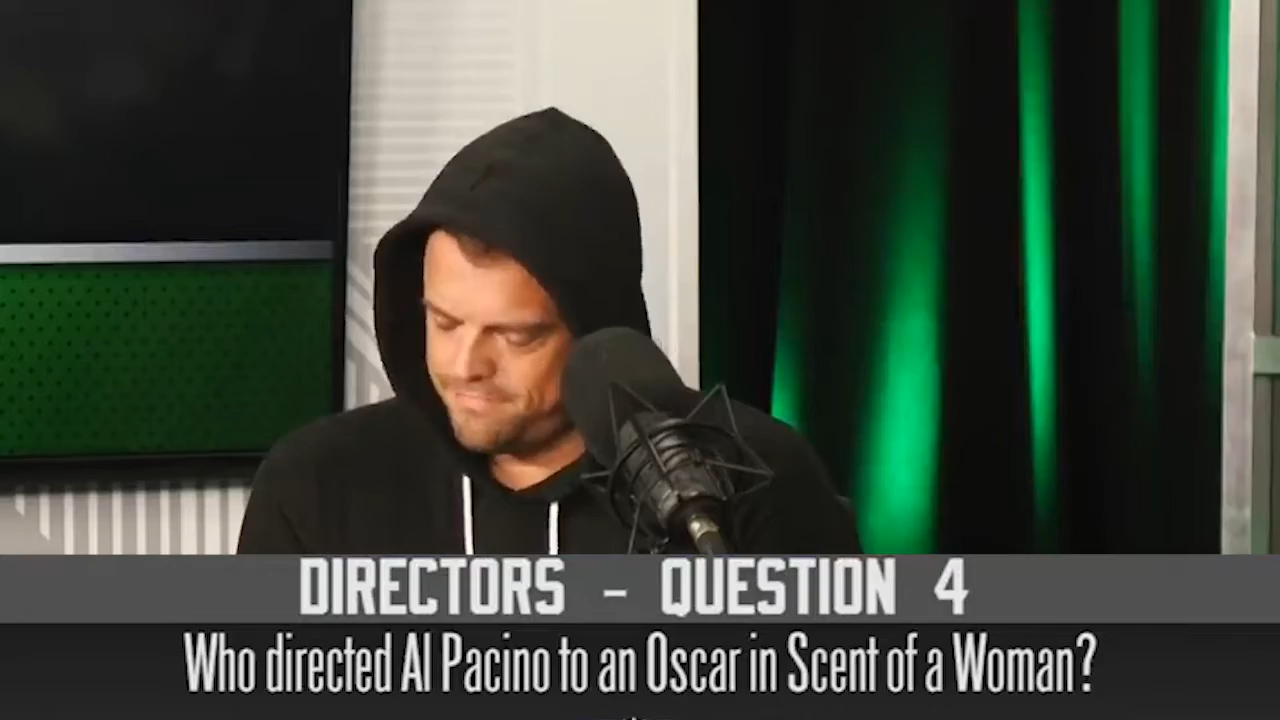 DIRECTORS - QUESTION 4
Who directed Al Pacino to an Oscar in Scent of a Woman?